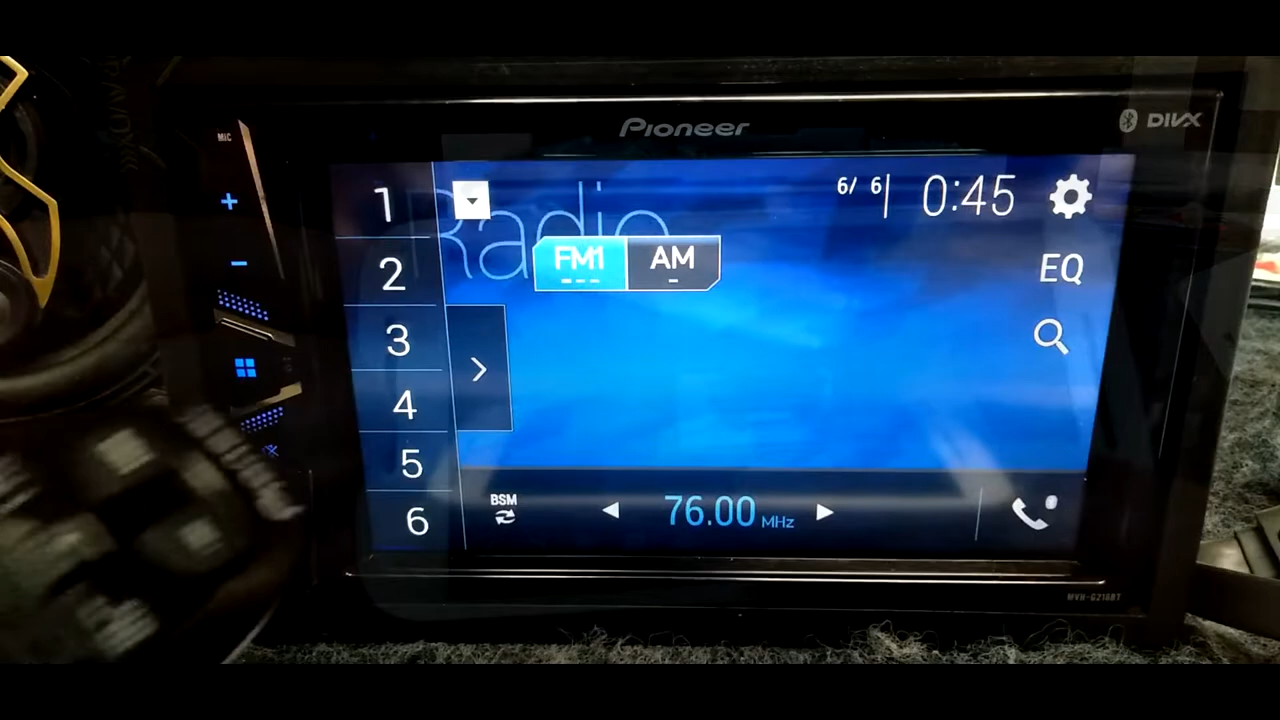 Pioneer
DIVX
MIC
+
−
1
2
3
4
5
6
Radio
6/ 6
0:45
FM1
AM
EQ
BSM
76.00 MHz
MVH-G218BT